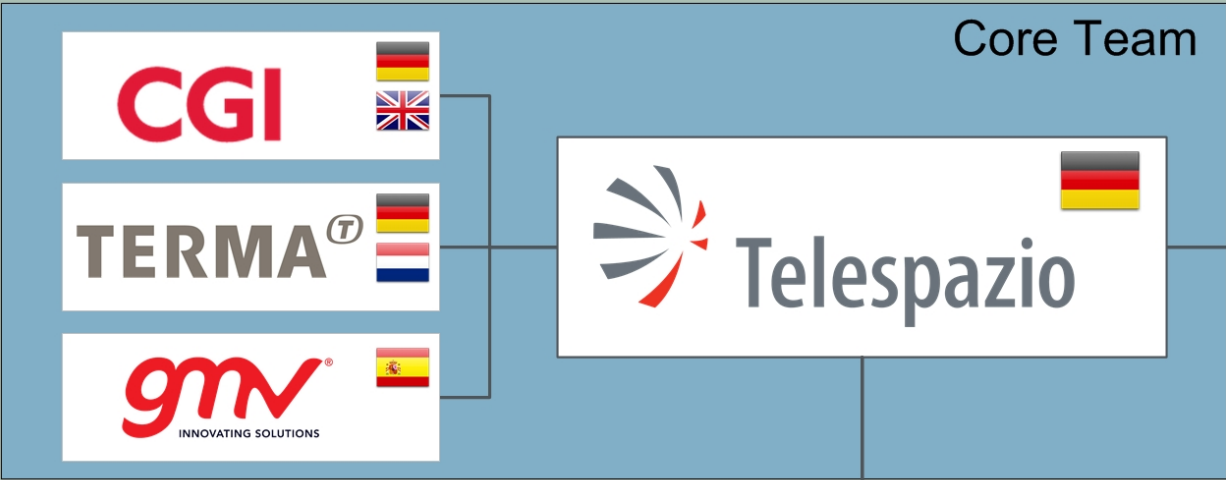 Core Team
CGI
TERMA T
gmv®
INNOVATING SOLUTIONS
Telespazio